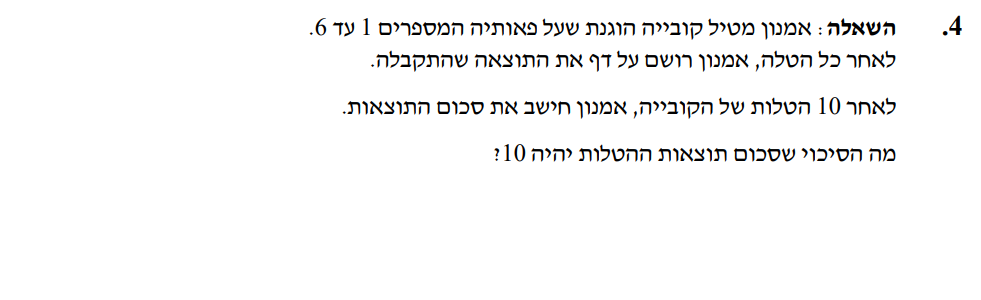 4. השאלה: אמנון מטיל קובייה הוגנת שעל פאותיה המספרים 1 עד 6.
לאחר כל הטלה, אמנון רושם על דף את התוצאה שהתקבלה.
לאחר 10 הטלות של הקובייה, אמנון חישב את סכום התוצאות.
מה הסיכוי שסכום תוצאות ההטלות יהיה 10?